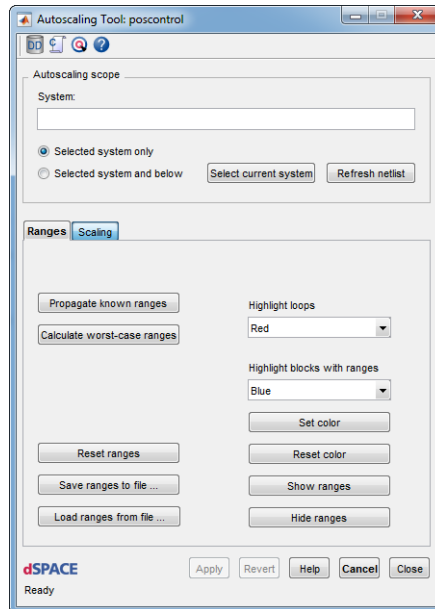 Autoscaling Tool: poscontrol
DD
Autoscaling scope
System:
Selected system only
Selected system and below
Select current system
Refresh netlist
Ranges
Scaling
Propagate known ranges
Highlight loops
Red
Calculate worst-case ranges
Highlight blocks with ranges
Blue
Set color
Reset ranges
Reset color
Save ranges to file ...
Show ranges
Load ranges from file ...
Hide ranges
dSPACE
Apply
Revert
Help
Cancel
Close
Ready